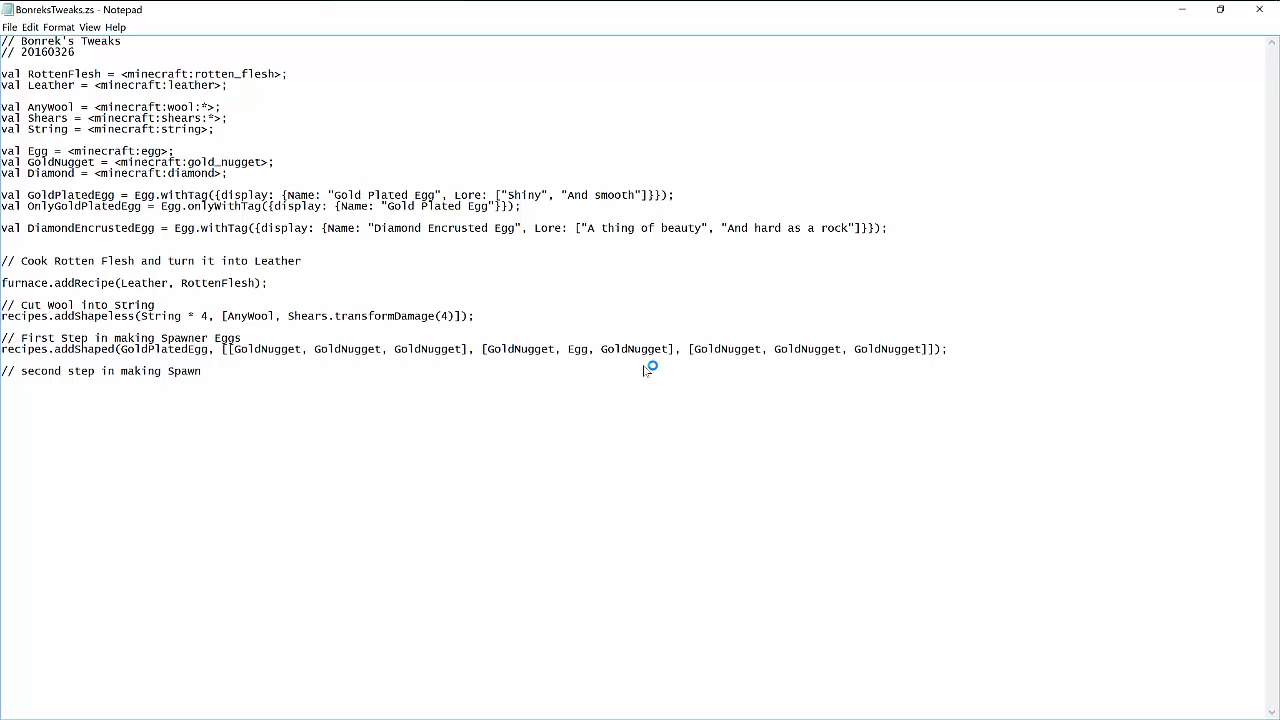 BonreksTweaks.zs - Notepad
File Edit Format View Help
// Bonrek's Tweaks
// 20160326
val RottenFlesh = <minecraft:rotten_flesh>;
val Leather = <minecraft:leather>;
val AnyWool = <minecraft:wool:*>;
val Shears = <minecraft:shears:*>;
val String = <minecraft:string>;
val Egg = <minecraft:egg>;
val GoldNugget = <minecraft:gold_nugget>;
val Diamond = <minecraft:diamond>;
val GoldPlatedEgg = Egg.withTag({display: {Name: "Gold Plated Egg", Lore: ["Shiny", "And smooth"]}});
val OnlyGoldPlatedEgg = Egg.onlyWithTag({display: {Name: "Gold Plated Egg"}});
val DiamondEncrustedEgg = Egg.withTag({display: {Name: "Diamond Encrusted Egg", Lore: ["A thing of beauty", "And hard as a rock"]}});
// Cook Rotten Flesh and turn it into Leather
furnace.addRecipe(Leather, RottenFlesh);
// Cut Wool into String
recipes.addShapeless(String * 4, [AnyWool, Shears.transformDamage(4)]);
// First Step in making Spawner Eggs
recipes.addShaped(GoldPlatedEgg, [[GoldNugget, GoldNugget, GoldNugget], [GoldNugget, Egg, GoldNugget], [GoldNugget, GoldNugget, GoldNugget]]);
// second step in making Spawn